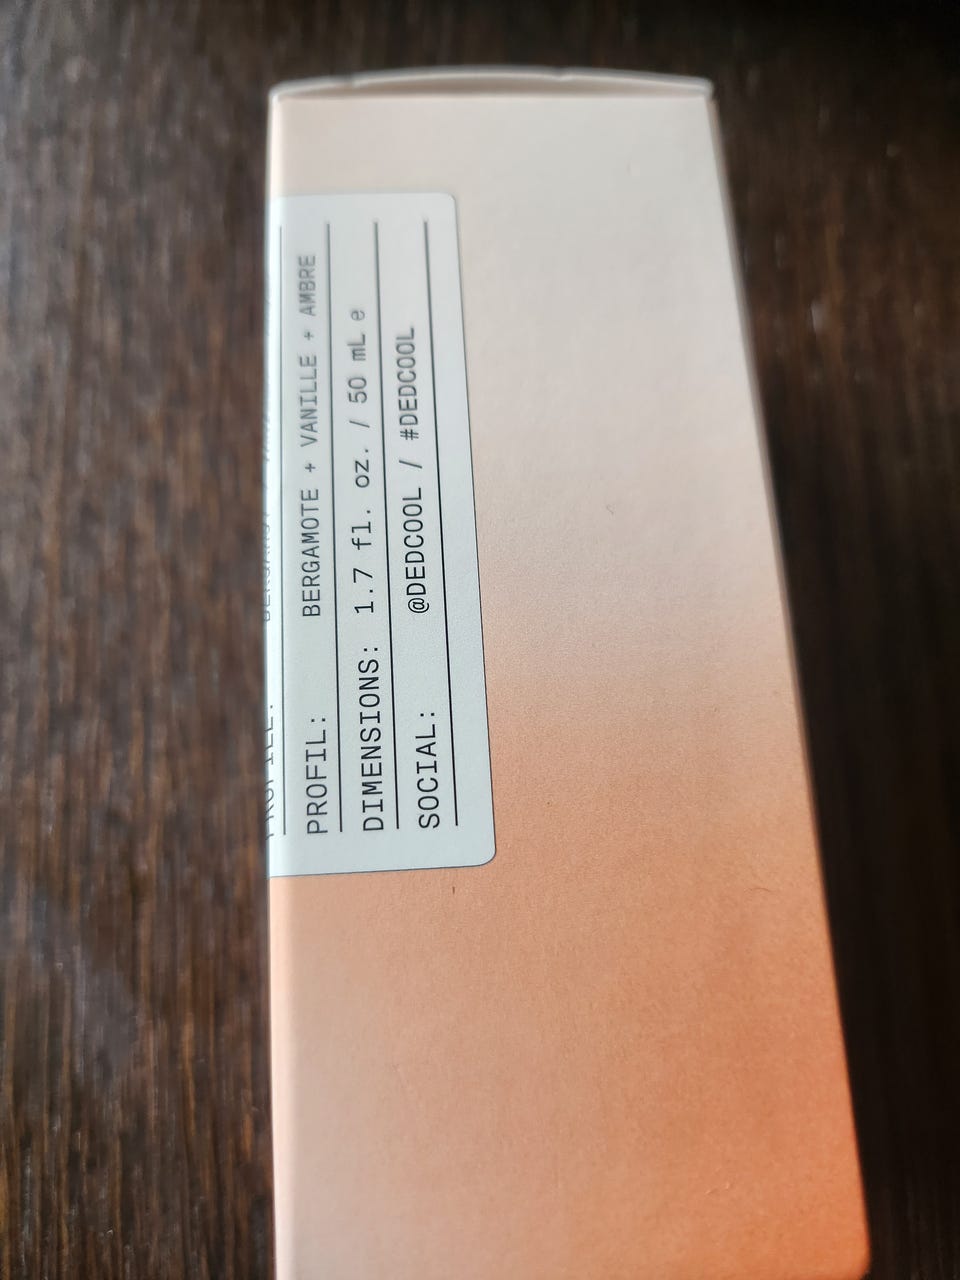 PROFIL: BERGAMOTE + VANILLE + AMBRE
DIMENSIONS: 1.7 fl. oz. / 50 mL e
SOCIAL: @DEDCOOL / #DEDCOOL